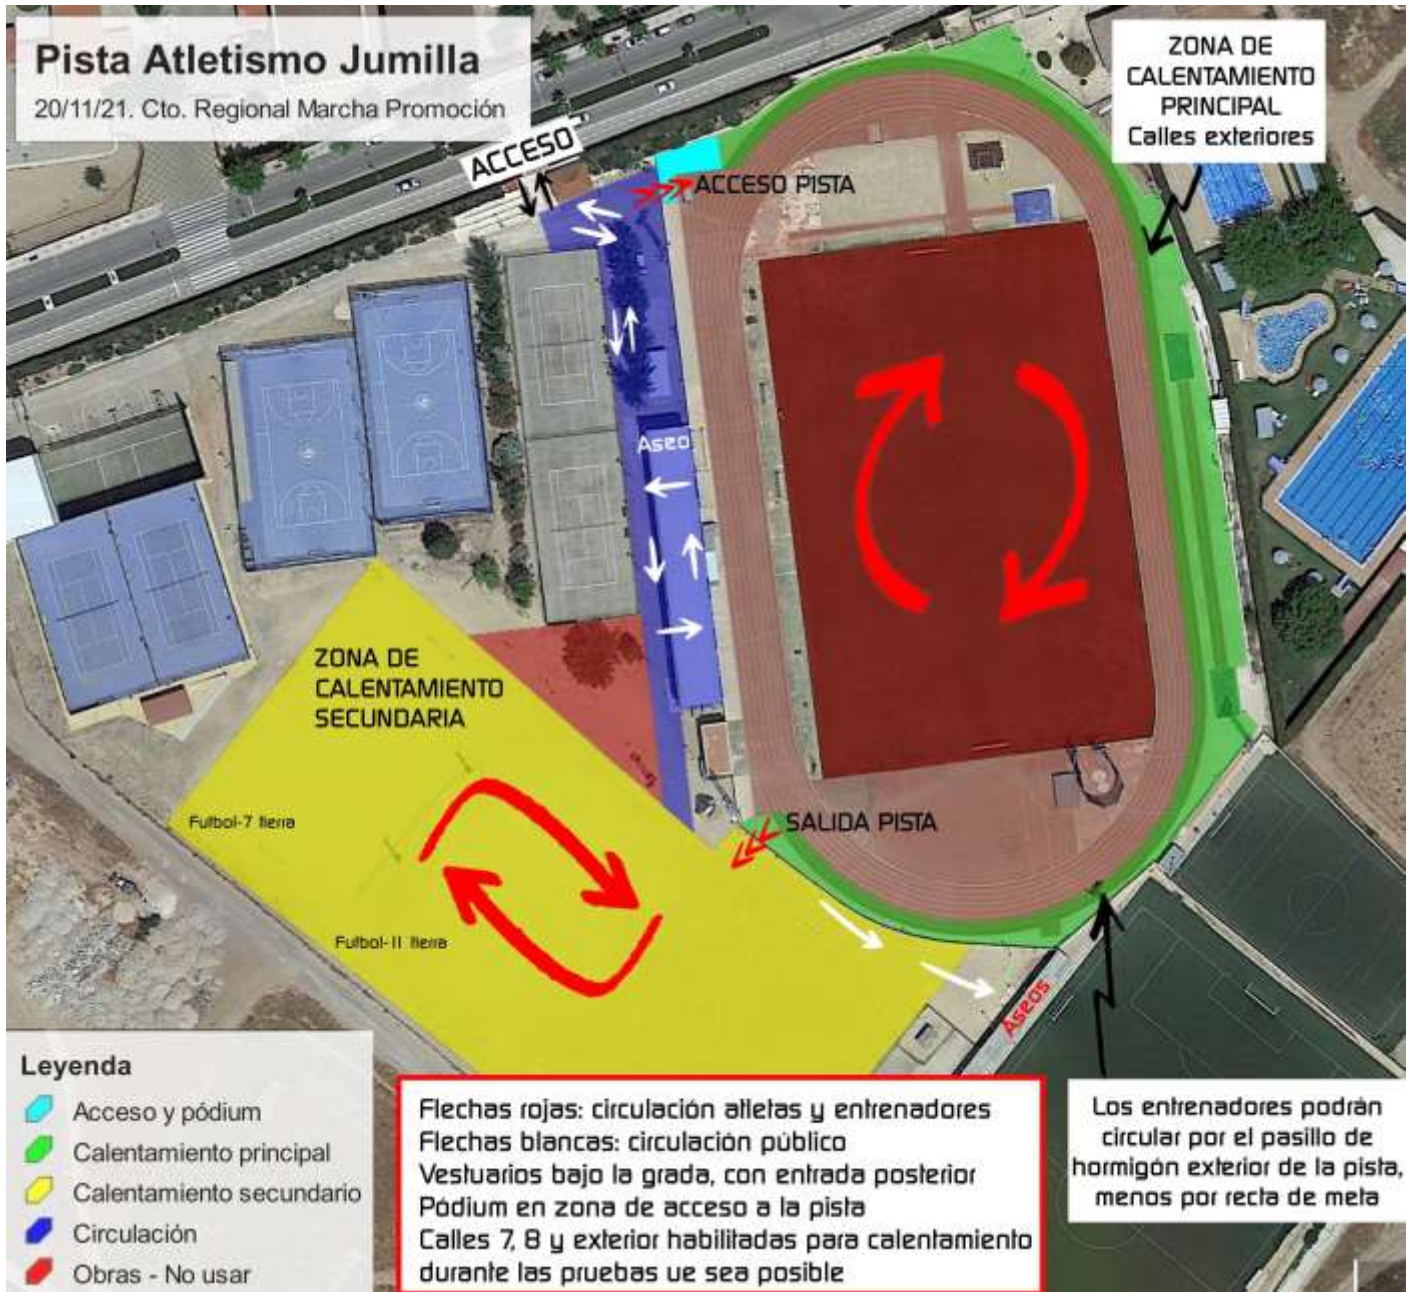 Pista Atletismo Jumilla
20/11/21. Cto. Regional Marcha Promoción
ZONA DE
CALENTAMIENTO
PRINCIPAL
Calles exteriores
ACCESO
ACCESO PISTA
Aseo
ZONA DE
CALENTAMIENTO
SECUNDARIA
Futbol-7 tierra
SALIDA PISTA
Futbol-11 tierra
Aseos
Leyenda
Acceso y pódium
Calentamiento principal
Calentamiento secundario
Circulación
Obras - No usar
Flechas rojas: circulación atletas y entrenadores
Flechas blancas: circulación público
Vestuarios bajo la grada, con entrada posterior
Pódium en zona de acceso a la pista
Calles 7, 8 y exterior habilitadas para calentamiento
durante las pruebas ue sea posible
Los entrenadores podrán
circular por el pasillo de
hormigón exterior de la pista,
menos por recta de meta